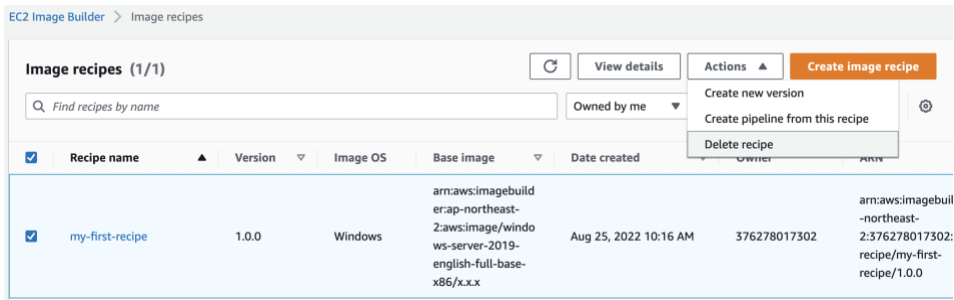 EC2 Image Builder > Image recipes
Image recipes (1/1)
View details
Actions
Create image recipe
Find recipes by name
Owned by me
Create new version
Create pipeline from this recipe
Delete recipe
Recipe name
Version
Image OS
Base image
Date created
Owner
ARN
my-first-recipe
1.0.0
Windows
arn:aws:imagebuild
er:ap-northeast-
2:aws:image/windo
ws-server-2019-
english-full-base-
x86/x.x.x
Aug 25, 2022 10:16 AM
376278017302
arn:aws:imagebuil
-northeast-
2:376278017302:
recipe/my-first-
recipe/1.0.0